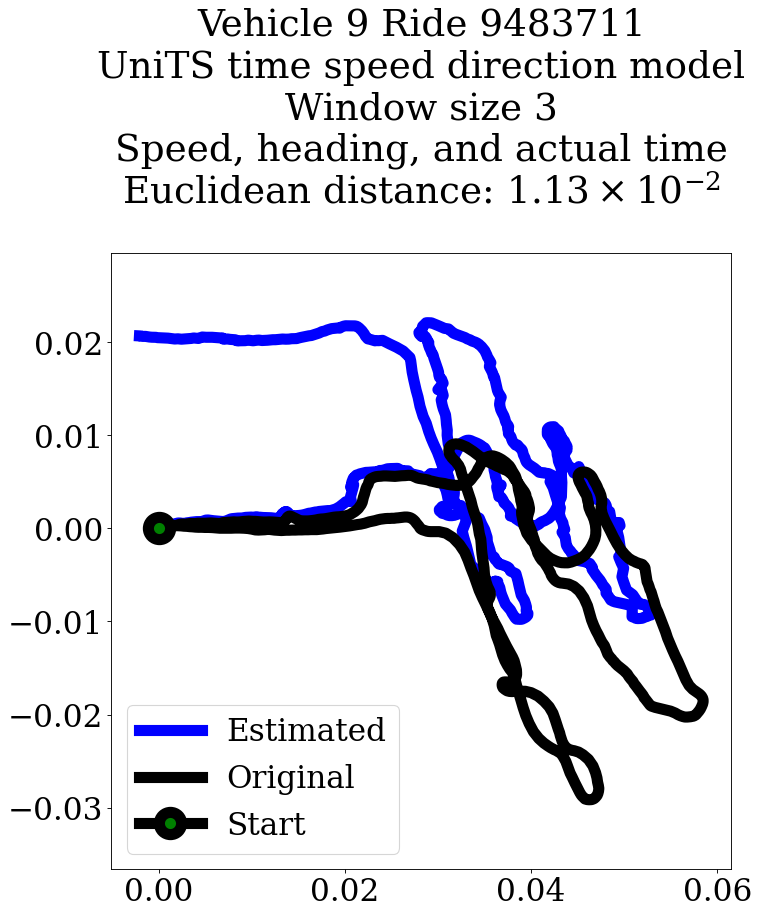 Vehicle 9 Ride 9483711
UniTS time speed direction model
Window size 3
Speed, heading, and actual time
Euclidean distance: 1.13 × 10⁻²
0.02
0.01
0.00
−0.01
−0.02
−0.03
Estimated
Original
Start
0.00 0.02 0.04 0.06